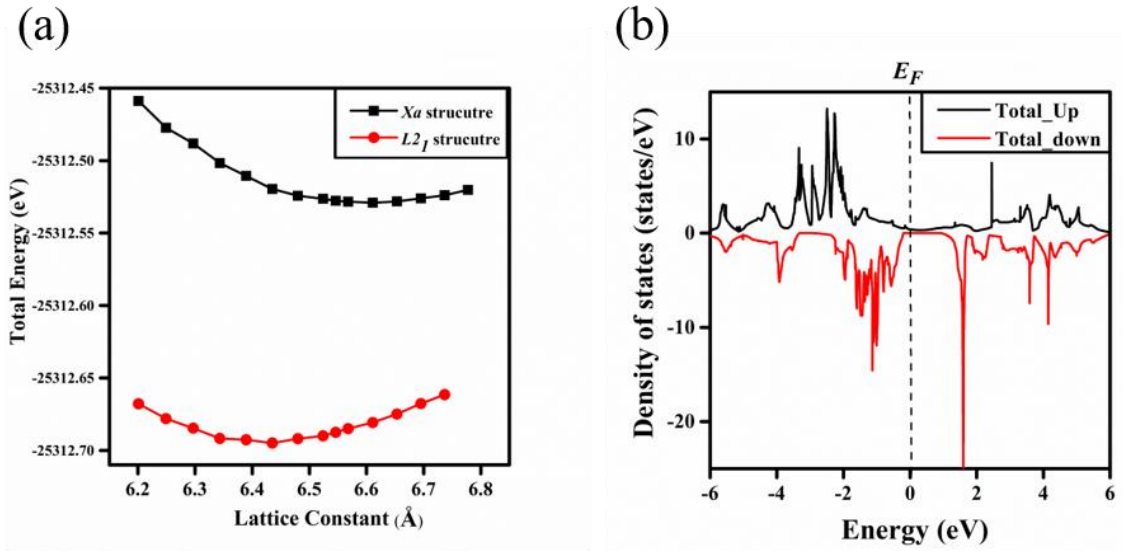 (a)
-25312.45
-25312.50
-25312.55
-25312.60
-25312.65
-25312.70
Total Energy (eV)
Xa strucutre
L2₁ strucutre
6.2 6.3 6.4 6.5 6.6 6.7 6.8
Lattice Constant (Å)
(b)
E_F
Total_Up
Total_down
10
0
-10
-20
Density of states (states/eV)
-6 -4 -2 0 2 4 6
Energy (eV)